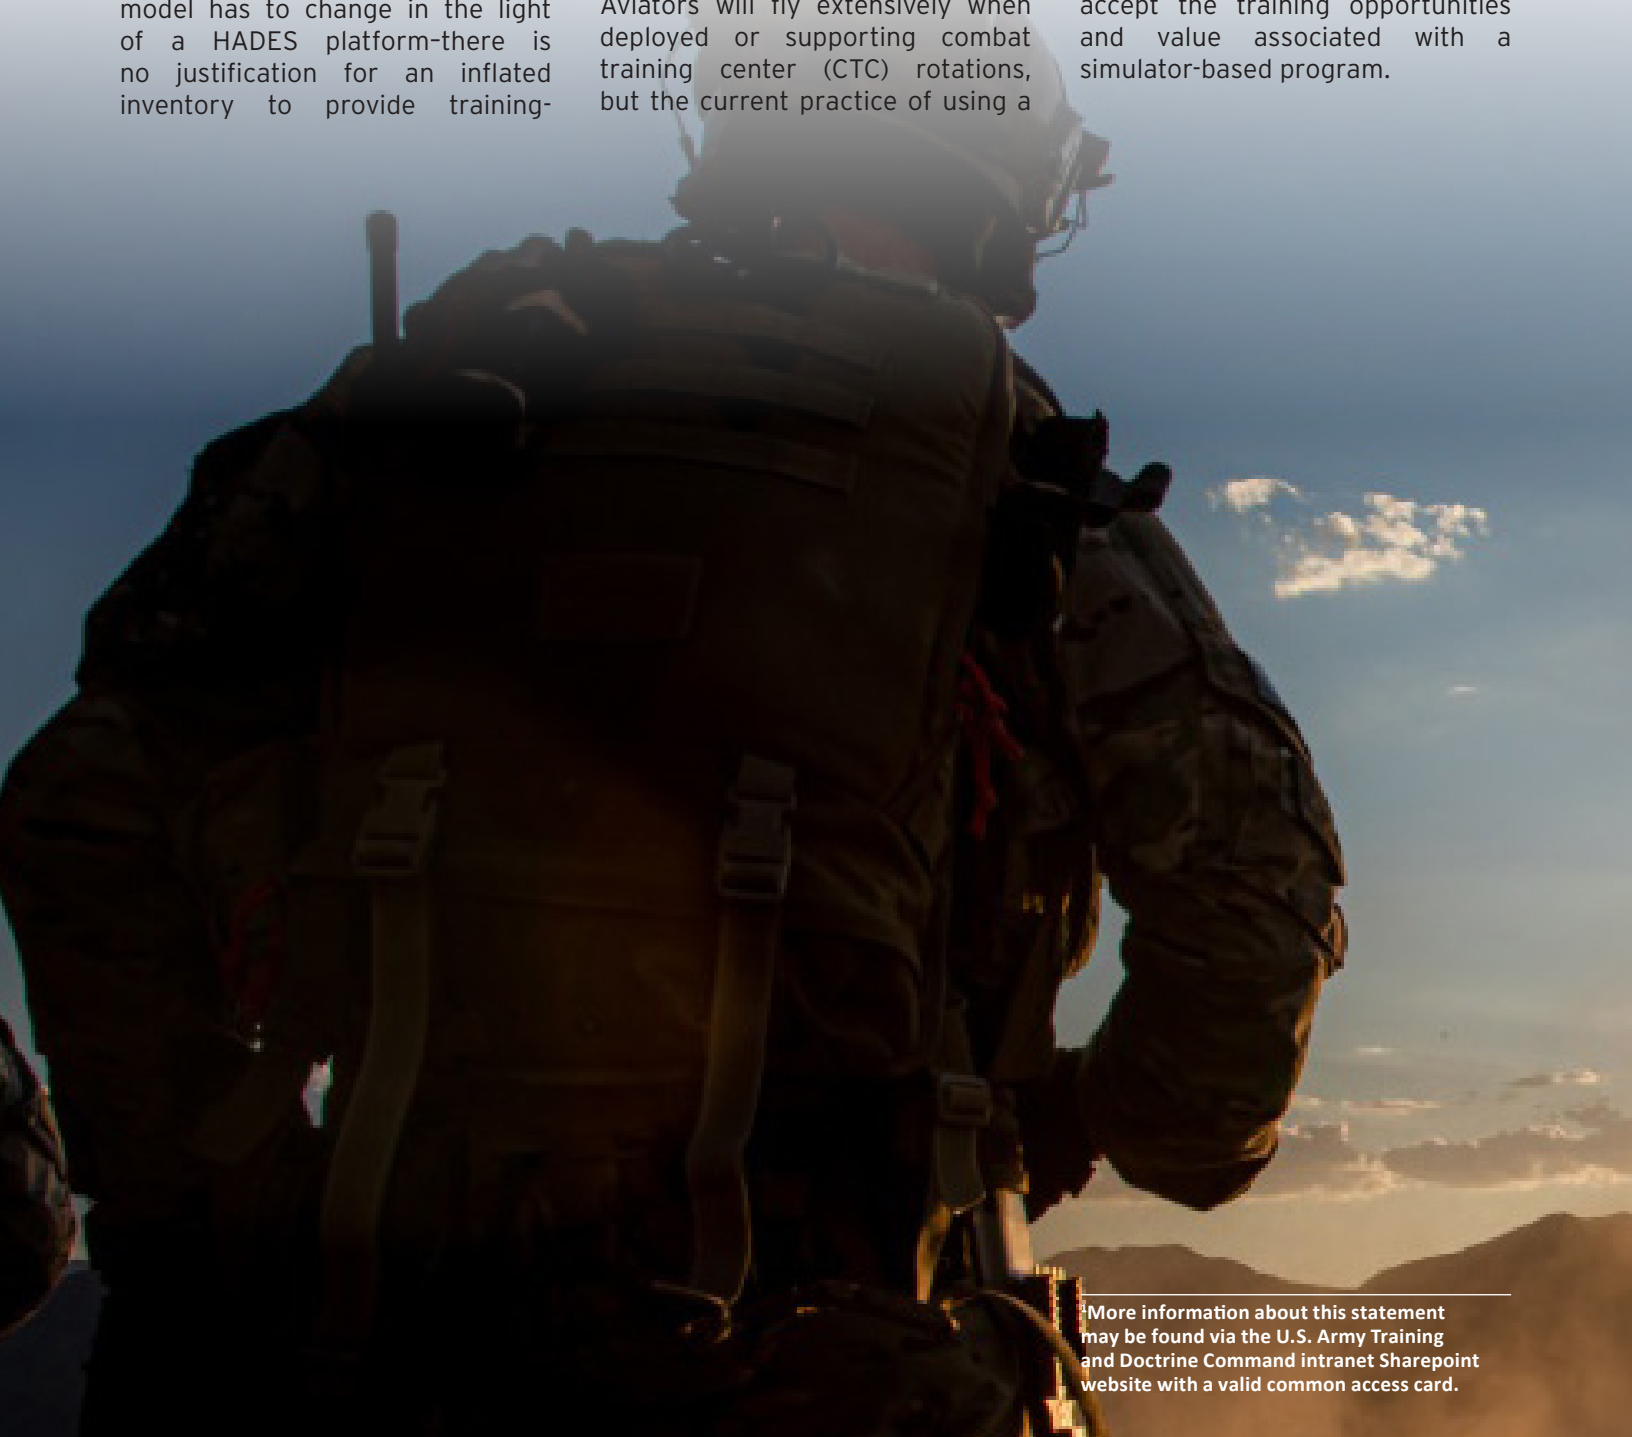 model has to change in the light
of a HADES platform–there is
no justification for an inflated
inventory to provide training-
Aviators will fly extensively when
deployed or supporting combat
training center (CTC) rotations,
but the current practice of using a
accept the training opportunities
and value associated with a
simulator-based program.
¹More information about this statement
may be found via the U.S. Army Training
and Doctrine Command intranet Sharepoint
website with a valid common access card.